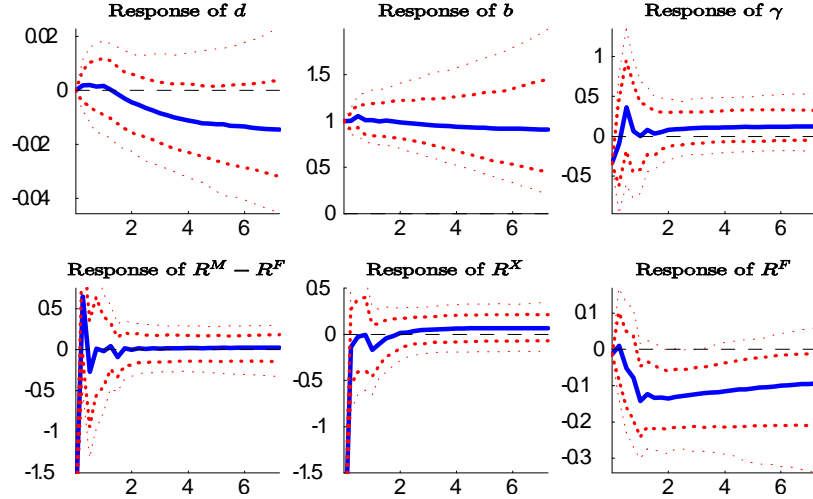 Response of d
0.02
0
-0.02
-0.04
2 4 6
Response of b
1.5
1
0.5
0
2 4 6
Response of γ
1
0.5
0
-0.5
2 4 6
Response of R^M − R^F
0.5
0
-0.5
-1
-1.5
0 2 4 6
Response of R^X
0.5
0
-0.5
-1
-1.5
0 2 4 6
Response of R^F
0.1
0
-0.1
-0.2
-0.3
0 2 4 6